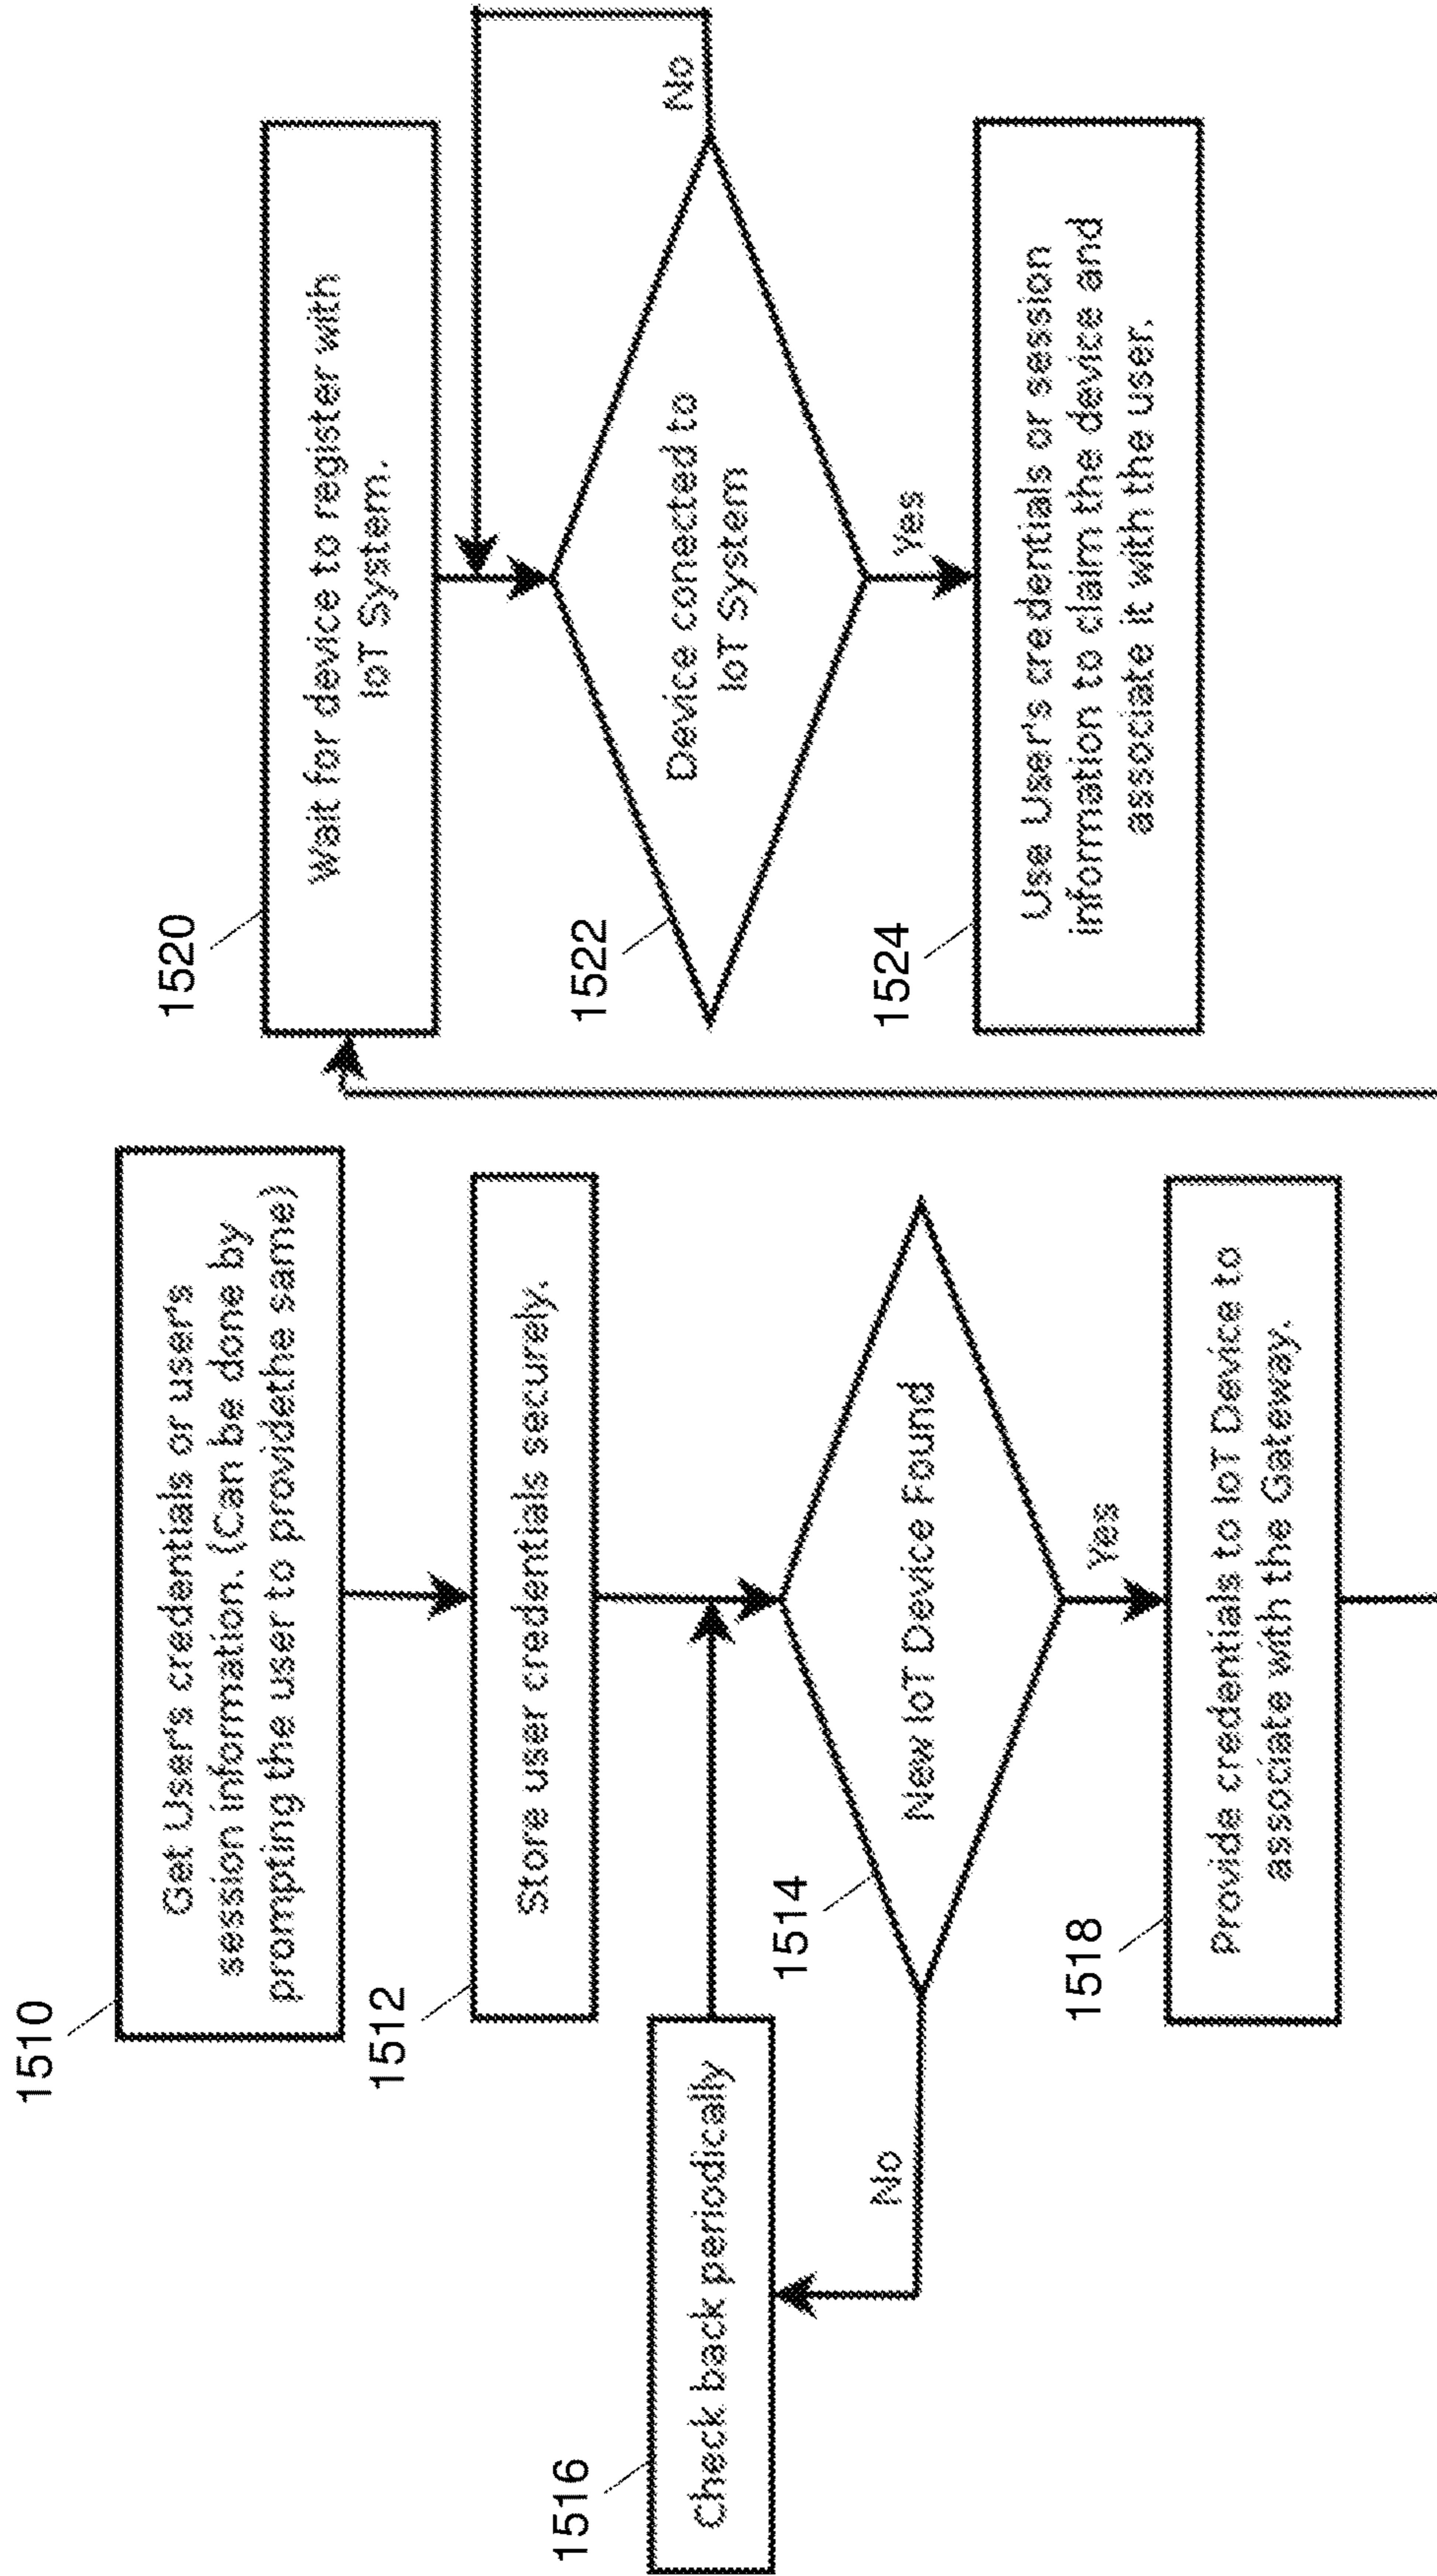 1510
Get User's credentials or user's
session information. (Can be done by
prompting the user to providethe same)
1512
Store user credentials securely.
1516
Check back periodically
1514
New IoT Device Found
No
Yes
1518
Provide credentials to IoT Device to
associate with the Gateway.
1520
Wait for device to register with
IoT System.
1522
Device conected to
IoT System
No
Yes
1524
Use User's credentials or session
information to claim the device and
associate it with the user.